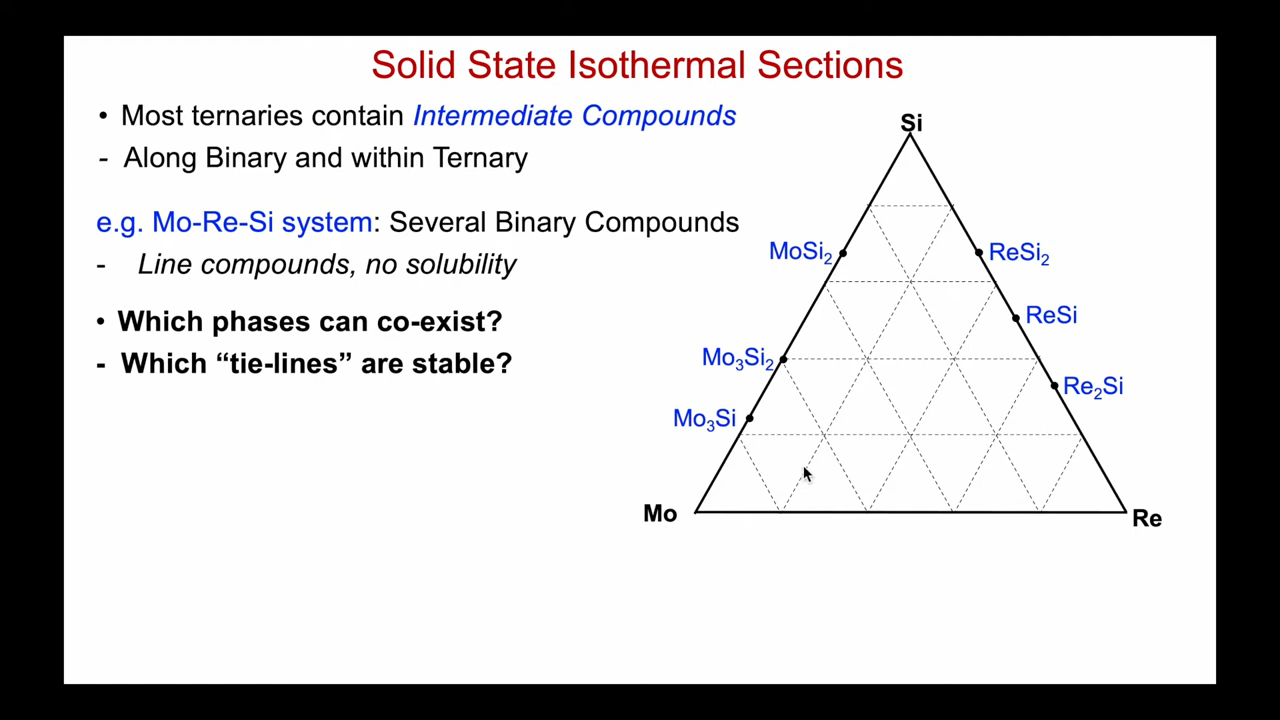 Solid State Isothermal Sections
• Most ternaries contain Intermediate Compounds
- Along Binary and within Ternary
e.g. Mo-Re-Si system: Several Binary Compounds
- Line compounds, no solubility
• Which phases can co-exist?
- Which “tie-lines” are stable?
Si
MoSi₂
ReSi₂
ReSi
Mo₃Si₂
Re₂Si
Mo₃Si
Mo
Re